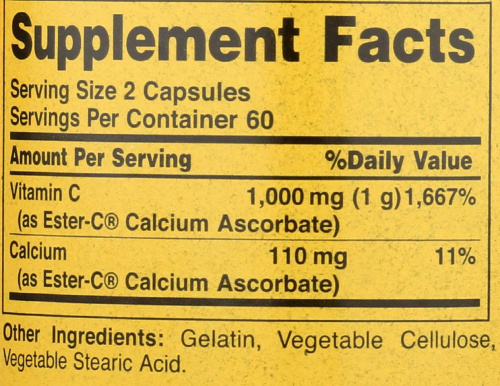 Supplement Facts
Serving Size 2 Capsules
Servings Per Container 60
Amount Per Serving %Daily Value
Vitamin C 1,000 mg (1 g) 1,667%
(as Ester-C® Calcium Ascorbate)
Calcium 110 mg 11%
(as Ester-C® Calcium Ascorbate)
Other Ingredients: Gelatin, Vegetable Cellulose,
Vegetable Stearic Acid.